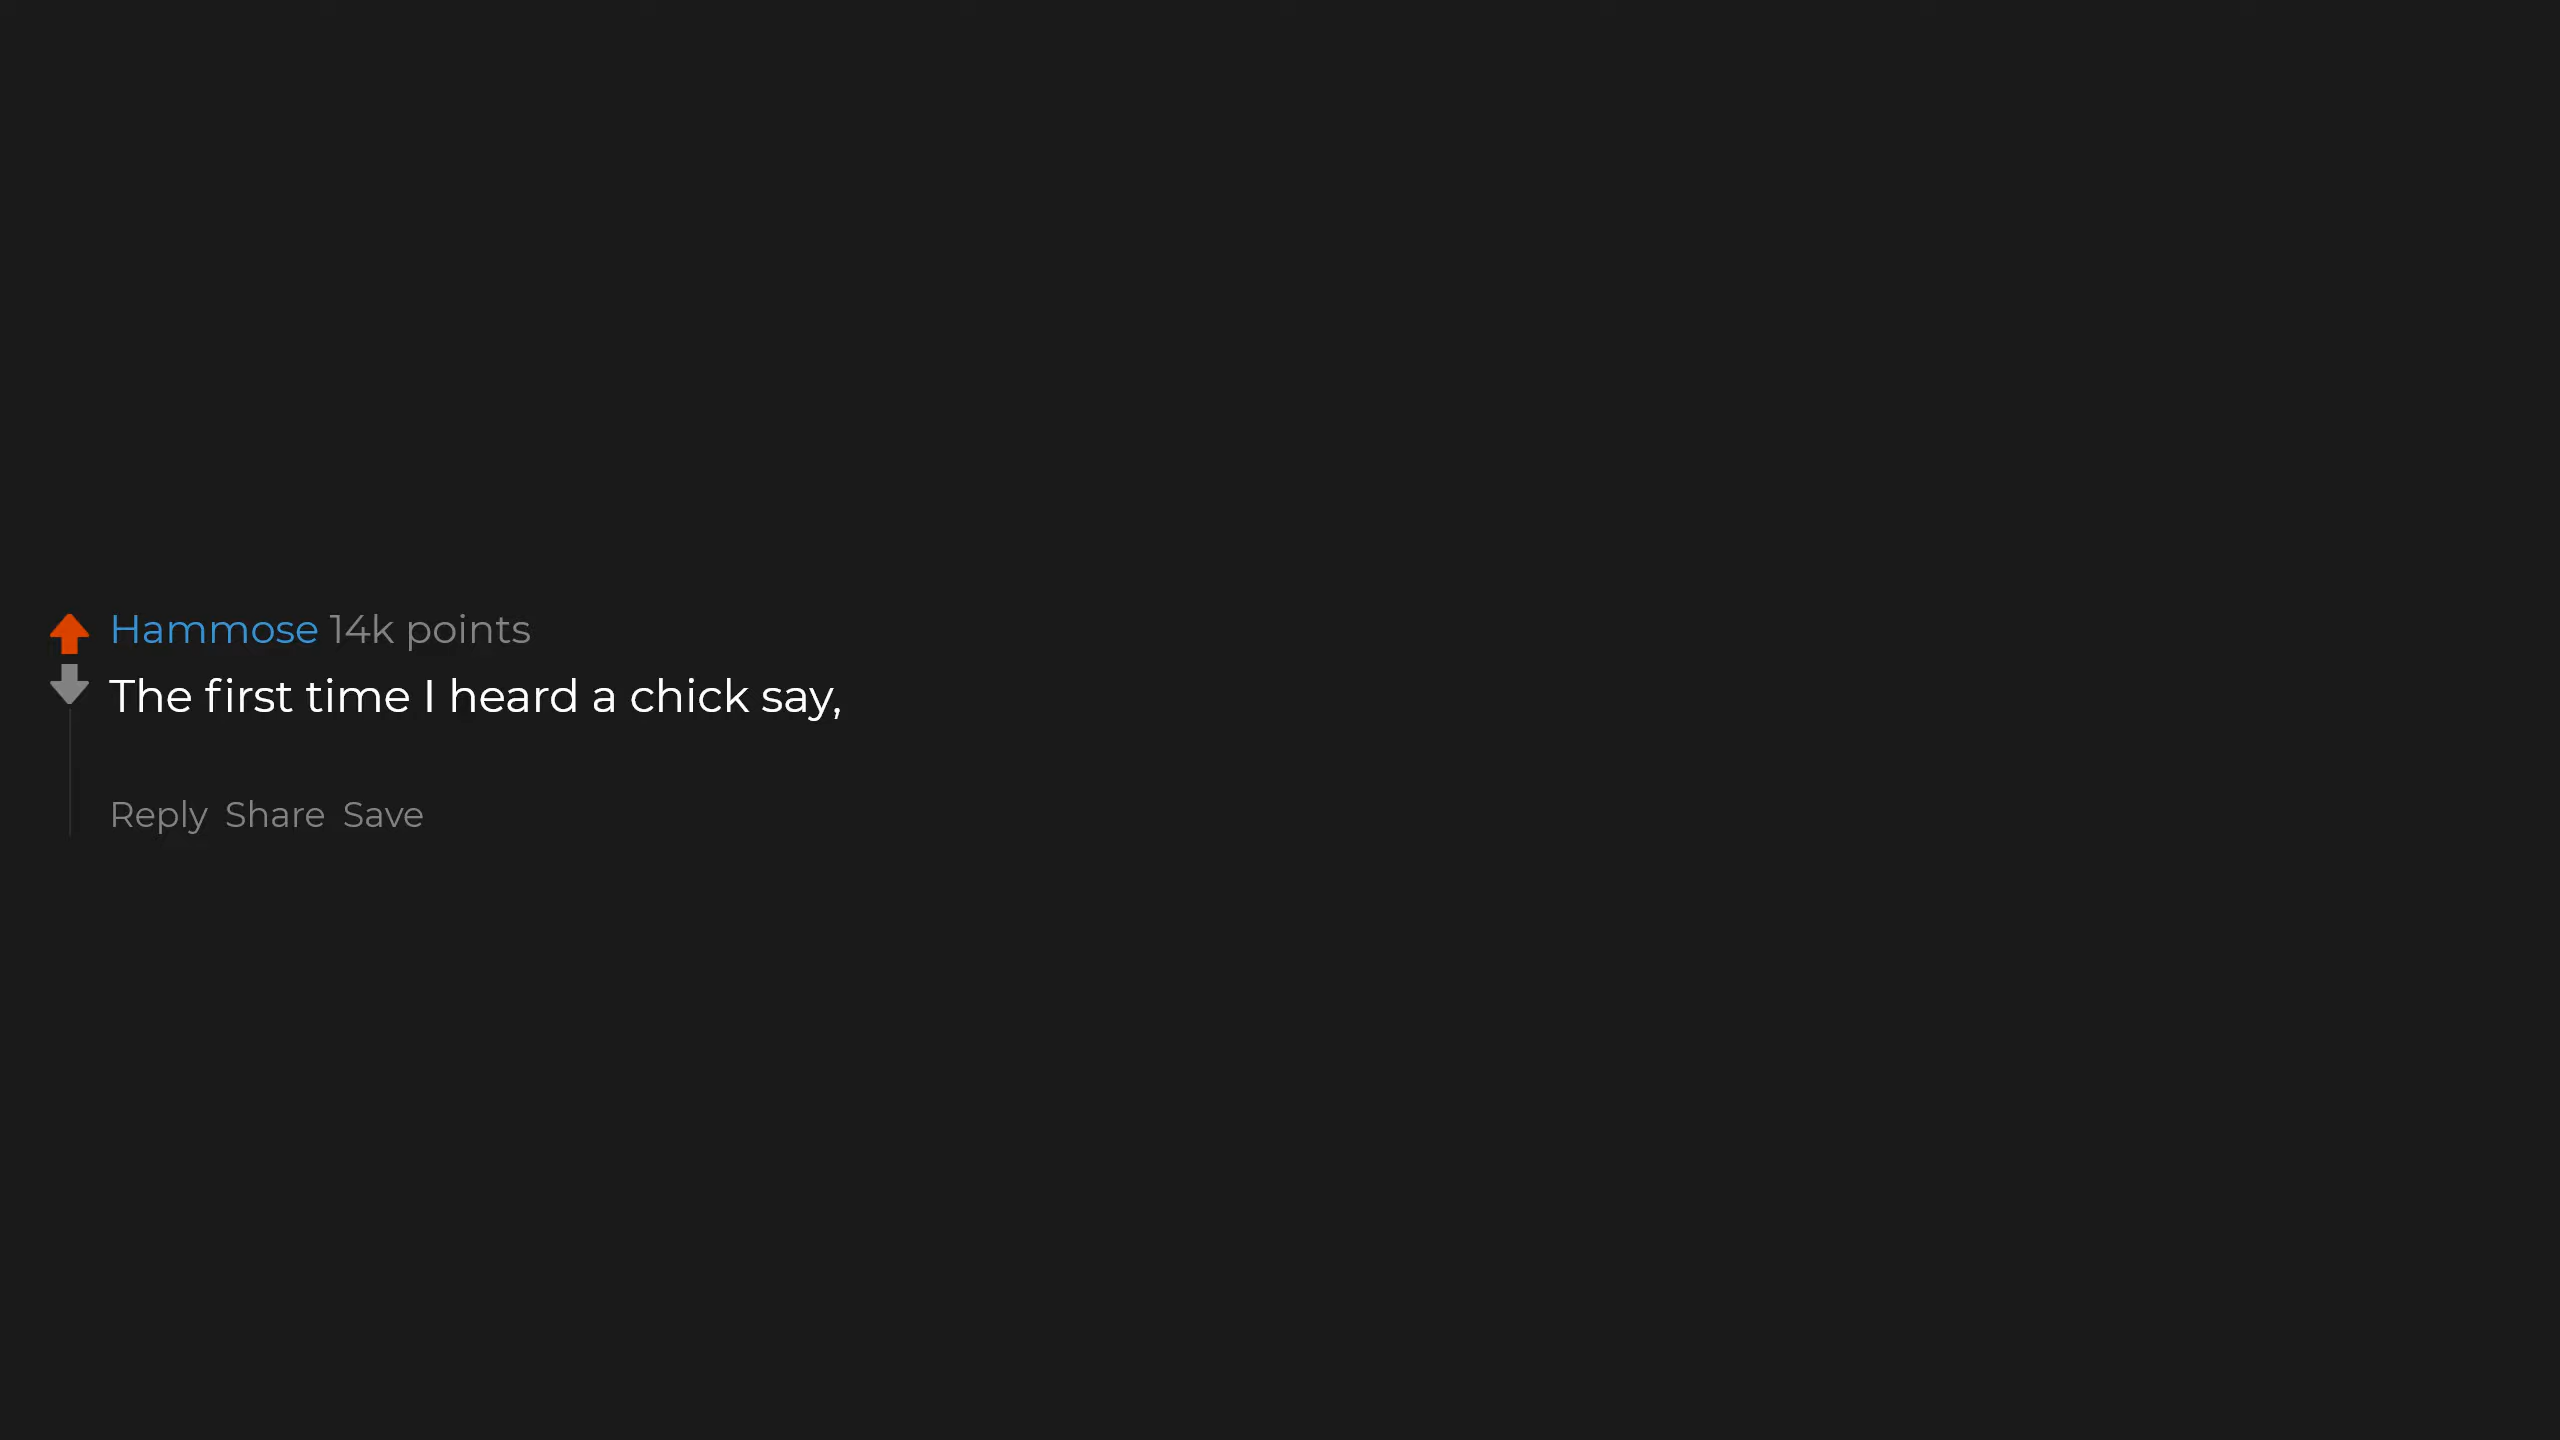 Hammose 14k points
The first time I heard a chick say,
Reply Share Save